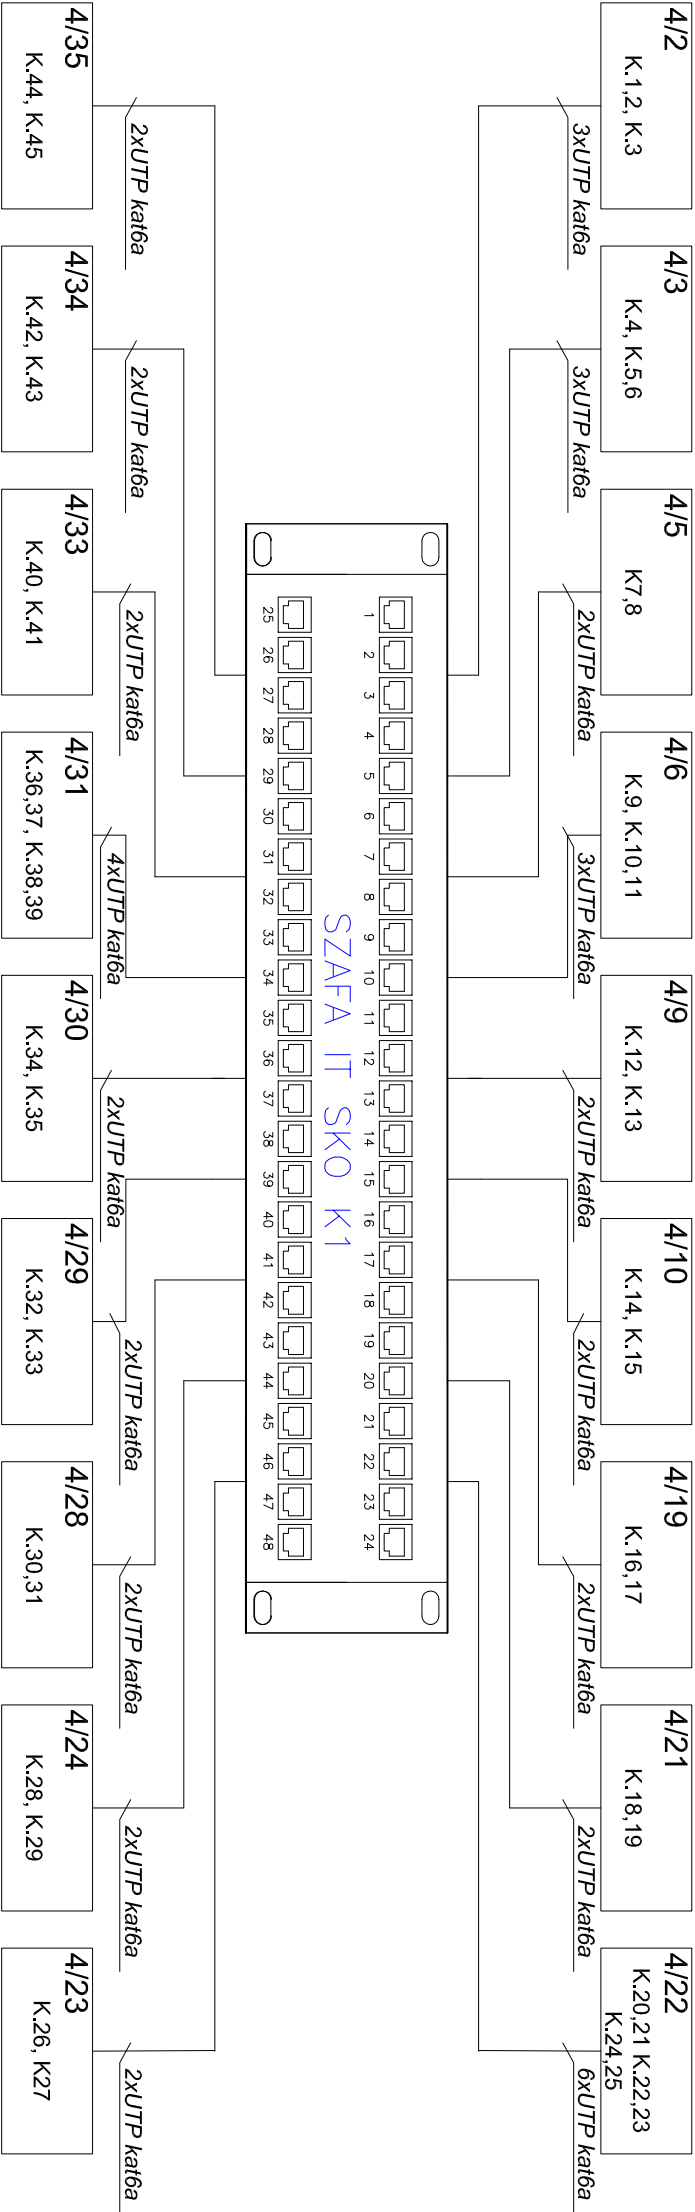 4/2
K.1,2, K.3
3xUTP kat6a
4/3
K.4, K.5,6
3xUTP kat6a
4/5
K7,8
2xUTP kat6a
4/6
K.9, K.10,11
3xUTP kat6a
4/9
K.12, K.13
2xUTP kat6a
4/10
K.14, K.15
2xUTP kat6a
4/19
K.16,17
2xUTP kat6a
4/21
K.18,19
2xUTP kat6a
4/22
K.20,21 K.22,23
K.24,25
6xUTP kat6a
1 2 3 4 5 6 7 8 9 10 11 12 13 14 15 16 17 18 19 20 21 22 23 24
SZAFA IT SKO K1
25 26 27 28 29 30 31 32 33 34 35 36 37 38 39 40 41 42 43 44 45 46 47 48
2xUTP kat6a
4/35
K.44, K.45
2xUTP kat6a
4/34
K.42, K.43
2xUTP kat6a
4/33
K.40, K.41
4xUTP kat6a
4/31
K.36,37, K.38,39
2xUTP kat6a
4/30
K.34, K.35
2xUTP kat6a
4/29
K.32, K.33
2xUTP kat6a
4/28
K.30,31
2xUTP kat6a
4/24
K.28, K.29
2xUTP kat6a
4/23
K.26, K27